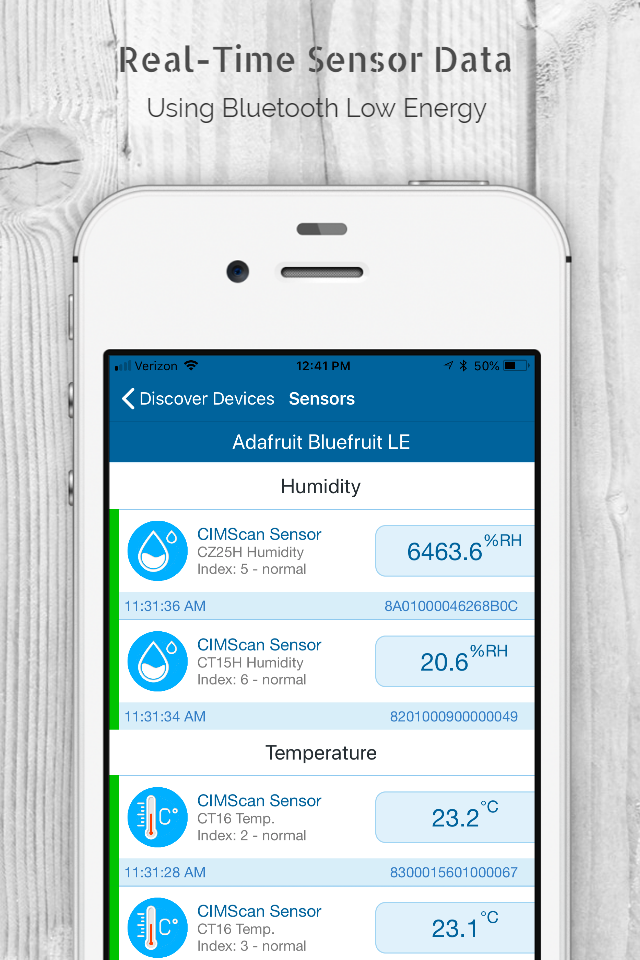 Real-Time Sensor Data
Using Bluetooth Low Energy
Verizon 12:41 PM 50%
Discover Devices Sensors
Adafruit Bluefruit LE
Humidity
CIMScan Sensor
CZ25H Humidity
Index: 5 - normal
6463.6 %RH
11:31:36 AM 8A01000046268B0C
CIMScan Sensor
CT15H Humidity
Index: 6 - normal
20.6 %RH
11:31:34 AM 8201000900000049
Temperature
C°
CIMScan Sensor
CT16 Temp.
Index: 2 - normal
23.2 °C
11:31:28 AM 8300015601000067
C°
CIMScan Sensor
CT16 Temp.
Index: 3 - normal
23.1 °C